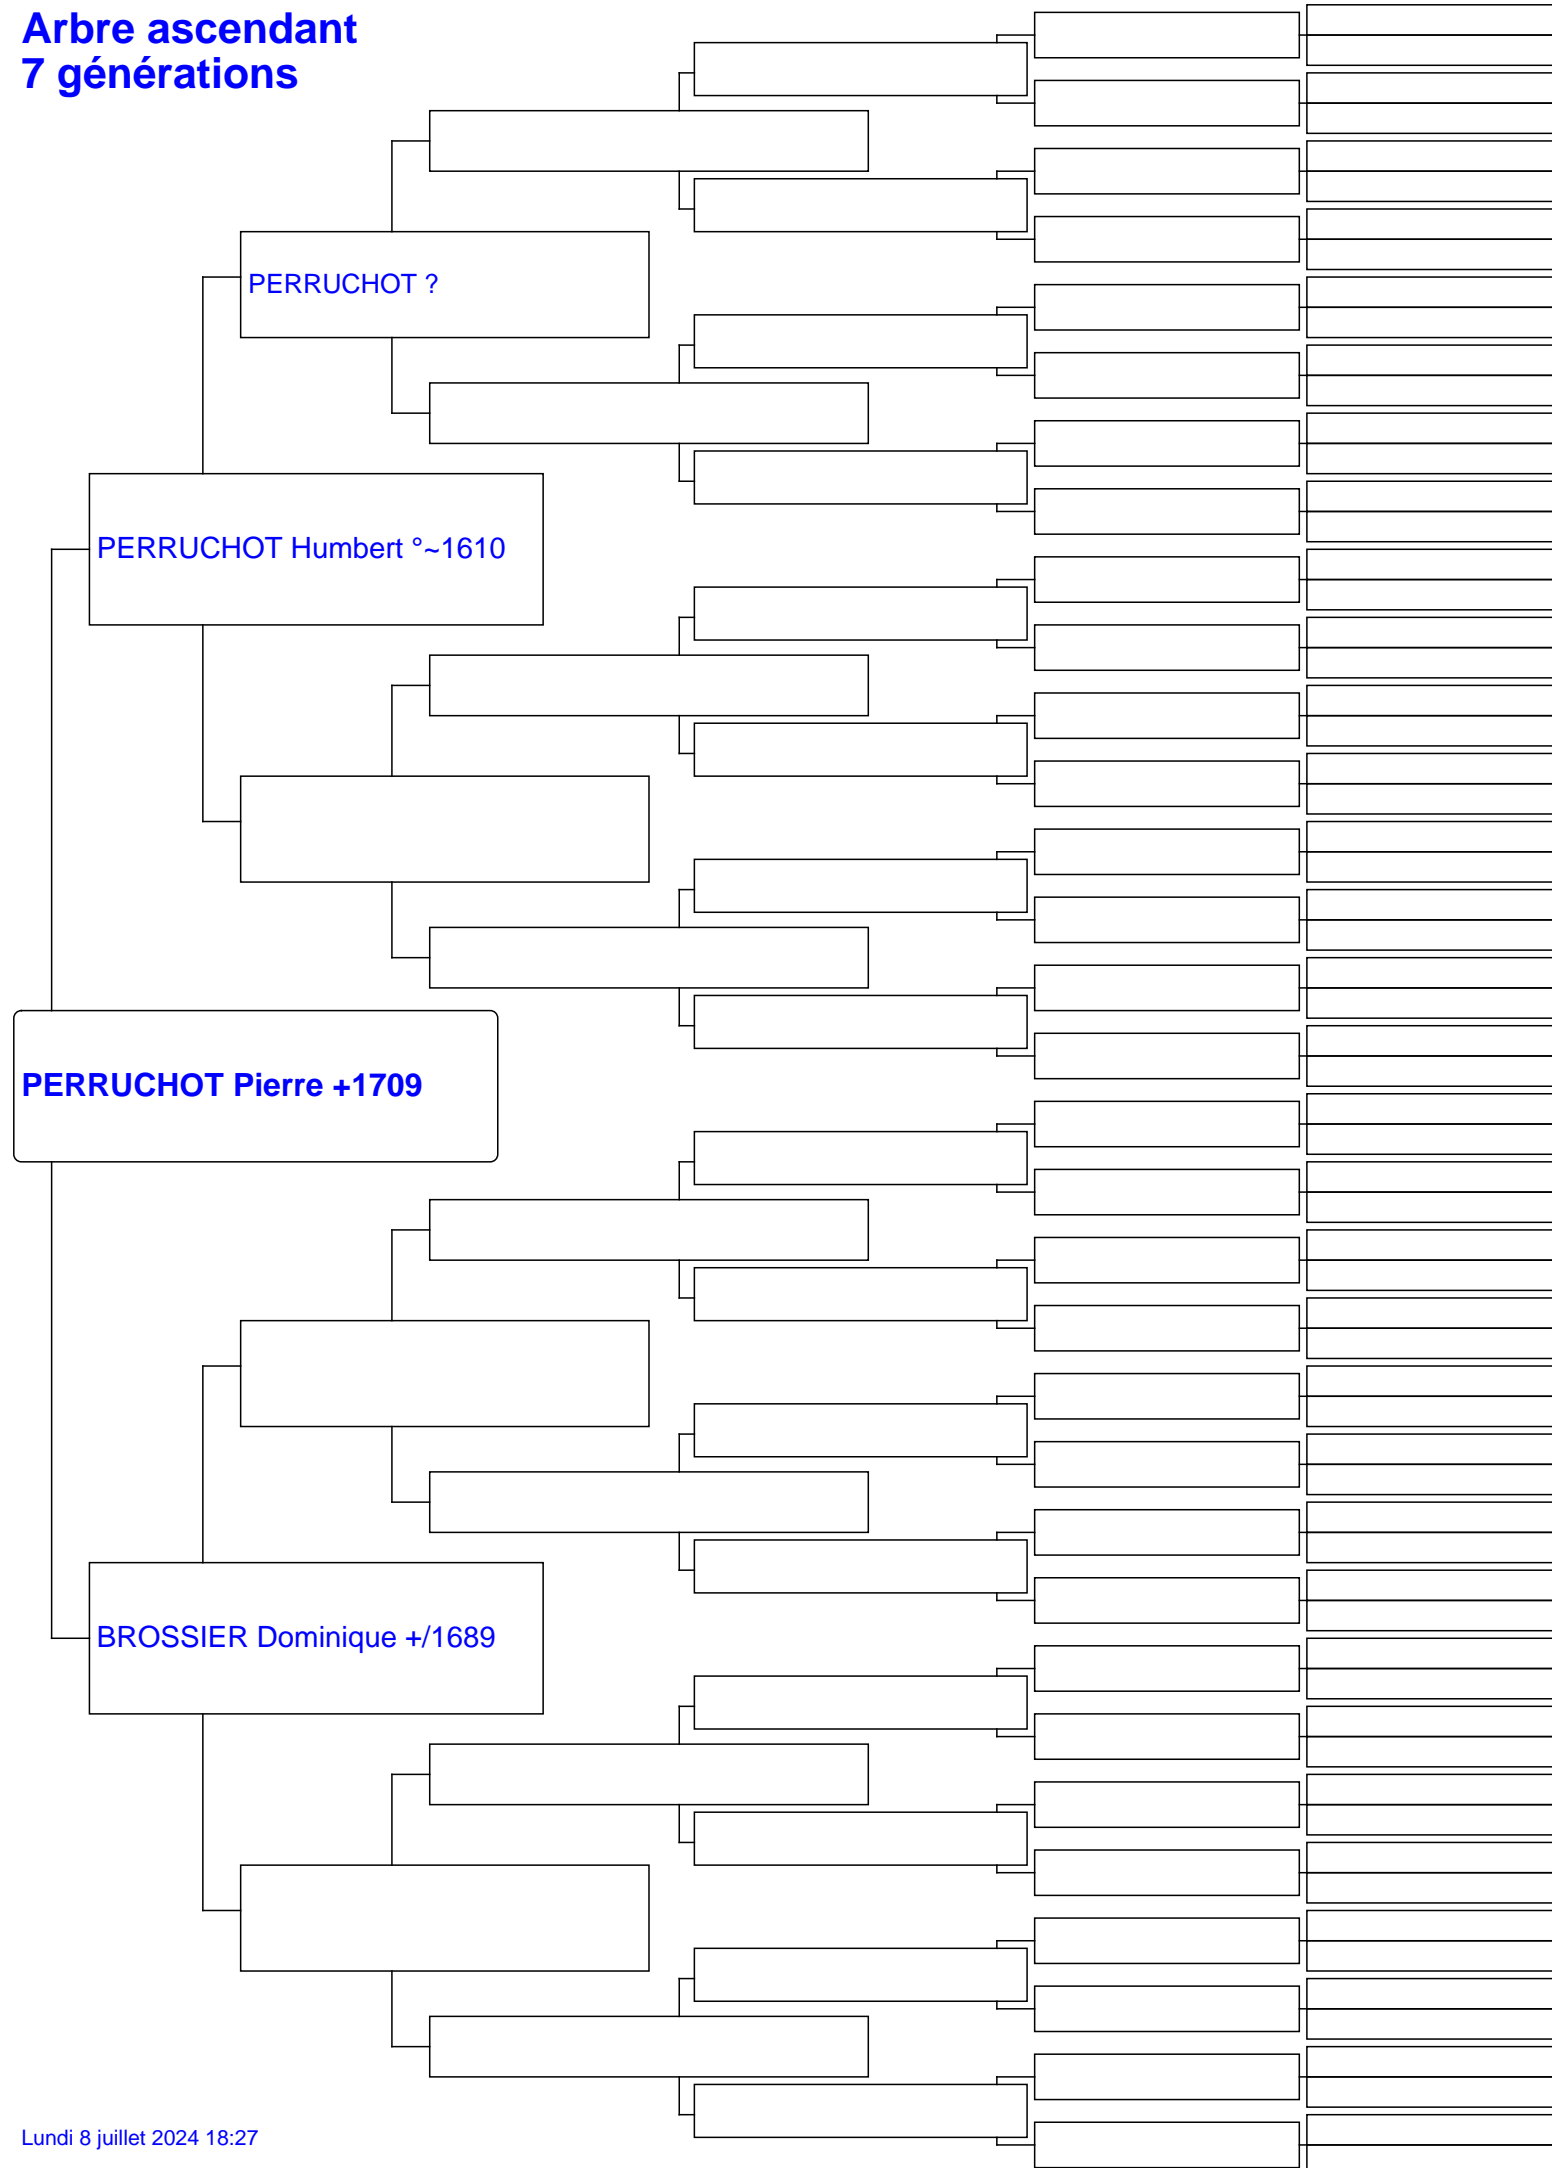 Arbre ascendant
7 générations
PERRUCHOT ?
PERRUCHOT Humbert °~1610
PERRUCHOT Pierre +1709
BROSSIER Dominique +/1689
Lundi 8 juillet 2024 18:27